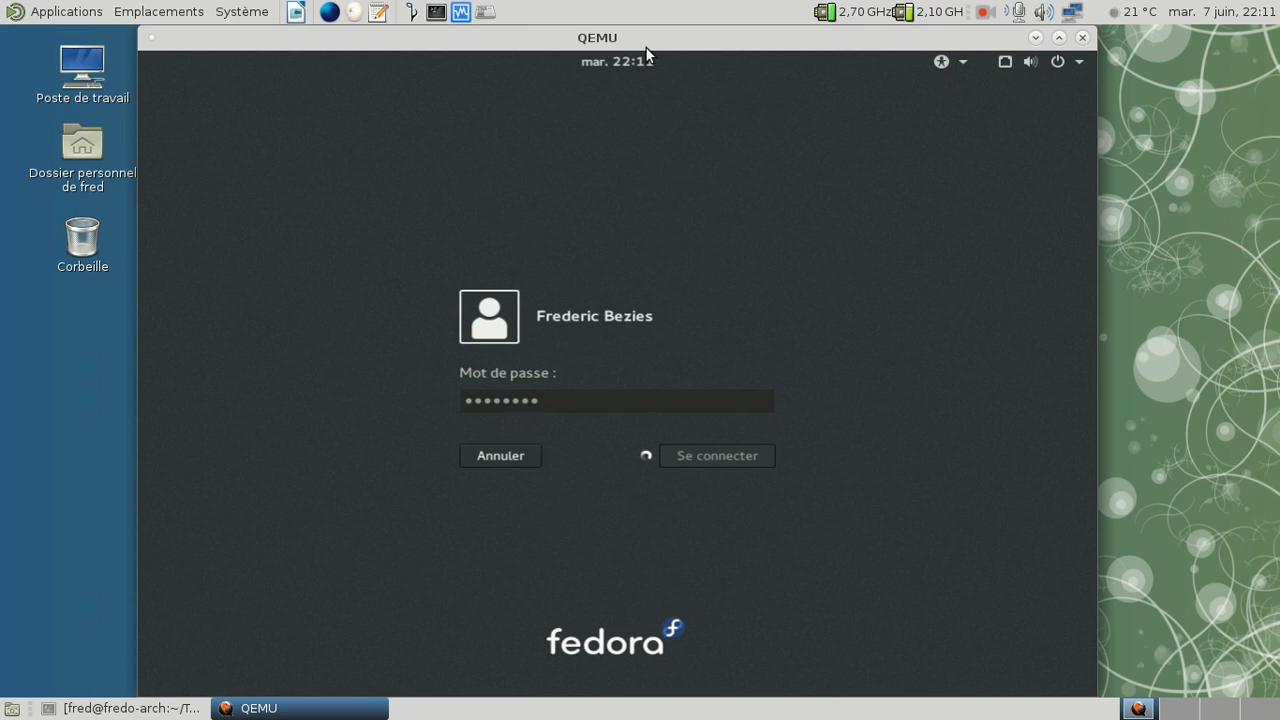 Applications Emplacements Système
2,70 GHz 2,10 GH 21 °C mar. 7 juin, 22:11
QEMU
mar. 22:11
Poste de travail
Dossier personnel
de fred
Corbeille
Frederic Bezies
Mot de passe :
Annuler
Se connecter
fedora
[fred@fredo-arch:~/T...
QEMU